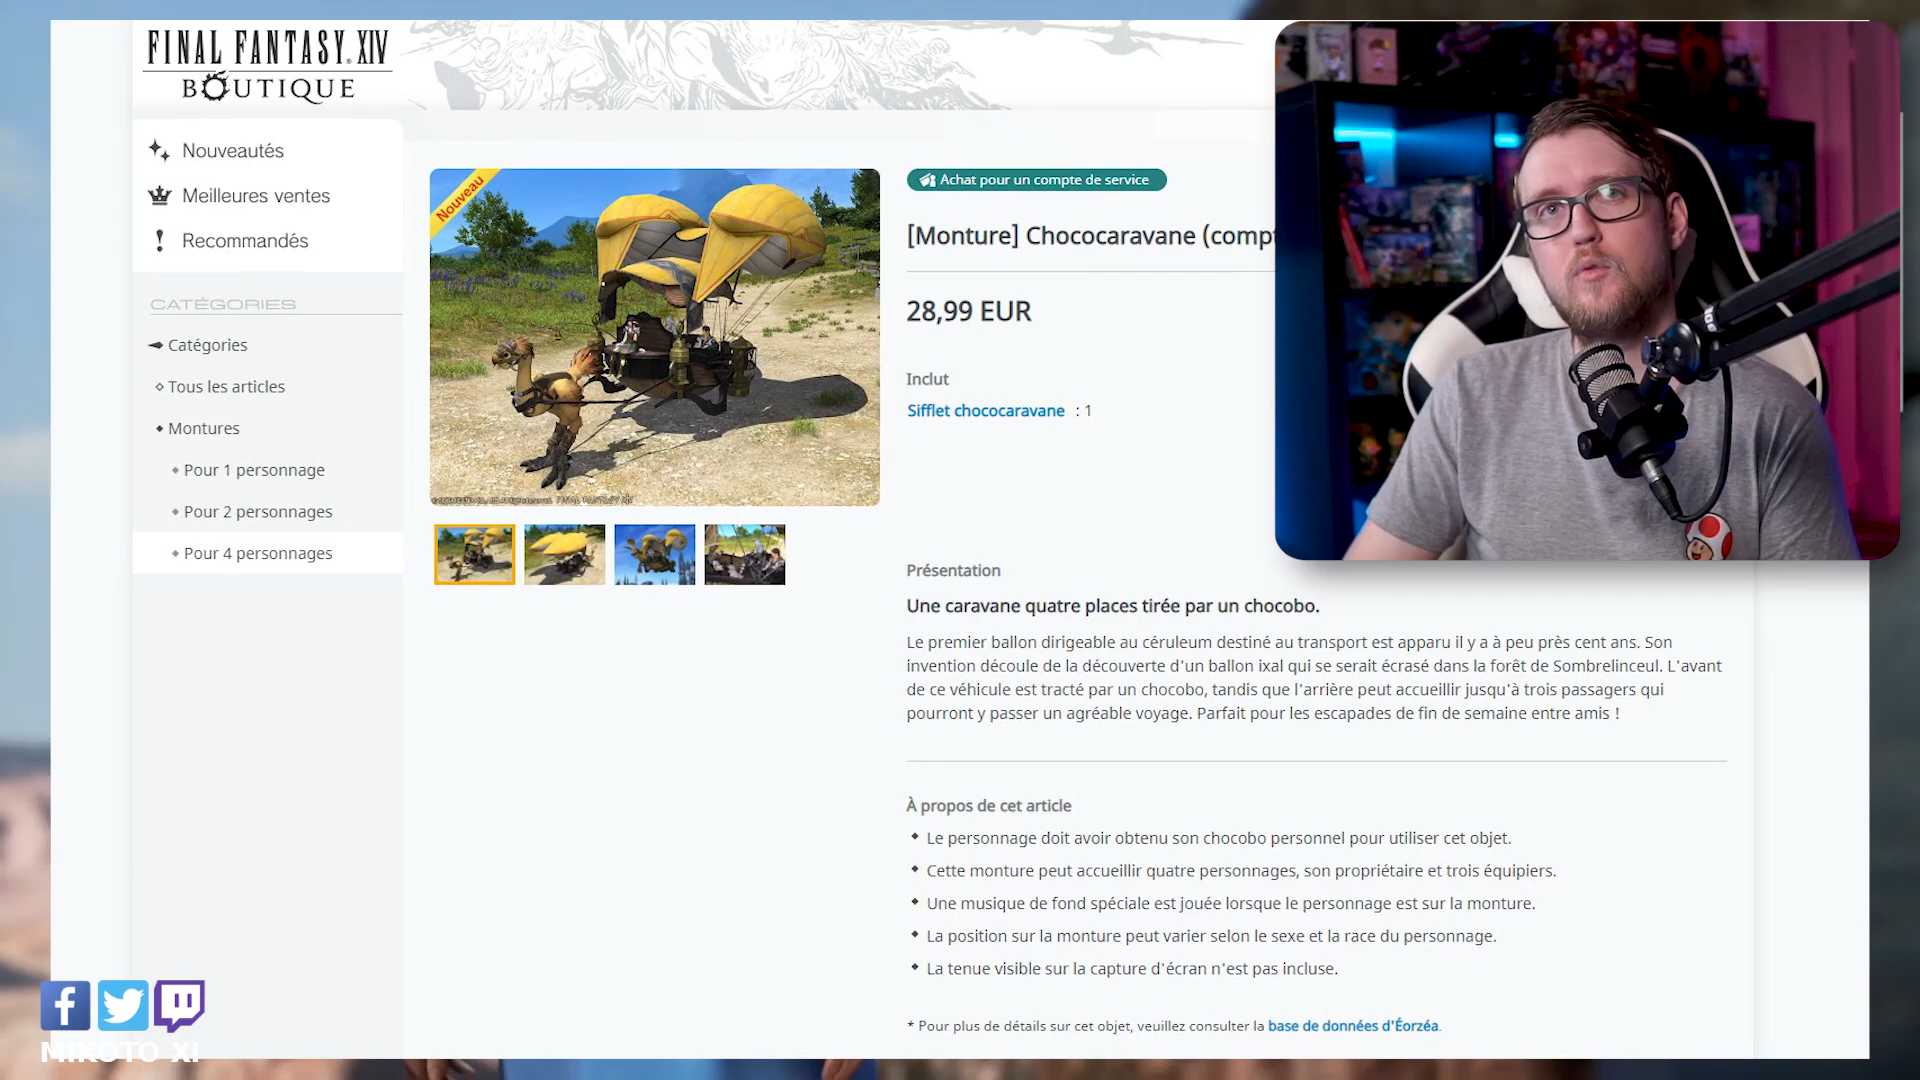 FINAL FANTASY XIV
BOUTIQUE
Nouveautés
Meilleures ventes
Recommandés
CATÉGORIES
Catégories
Tous les articles
Montures
Pour 1 personnage
Pour 2 personnages
Pour 4 personnages
Nouveau
Achat pour un compte de service
[Monture] Chococaravane (compt
28,99 EUR
Inclut
Sifflet chococaravane : 1
Présentation
Une caravane quatre places tirée par un chocobo.
Le premier ballon dirigeable au céruleum destiné au transport est apparu il y a à peu près cent ans. Son
invention découle de la découverte d'un ballon ixal qui se serait écrasé dans la forêt de Sombrelinceul. L'avant
de ce véhicule est tracté par un chocobo, tandis que l'arrière peut accueillir jusqu'à trois passagers qui
pourront y passer un agréable voyage. Parfait pour les escapades de fin de semaine entre amis !
À propos de cet article
Le personnage doit avoir obtenu son chocobo personnel pour utiliser cet objet.
Cette monture peut accueillir quatre personnages, son propriétaire et trois équipiers.
Une musique de fond spéciale est jouée lorsque le personnage est sur la monture.
La position sur la monture peut varier selon le sexe et la race du personnage.
La tenue visible sur la capture d'écran n'est pas incluse.
* Pour plus de détails sur cet objet, veuillez consulter la base de données d'Éorzéa.
MIKOTO XI